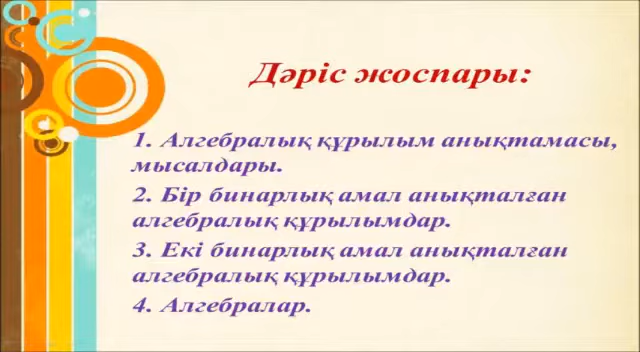 Дәріс жоспары:
1. Алгебралық құрылым анықтамасы,
мысалдары.
2. Бір бинарлық амал анықталған
алгебралық құрылымдар.
3. Екі бинарлық амал анықталған
алгебралық құрылымдар.
4. Алгебралар.